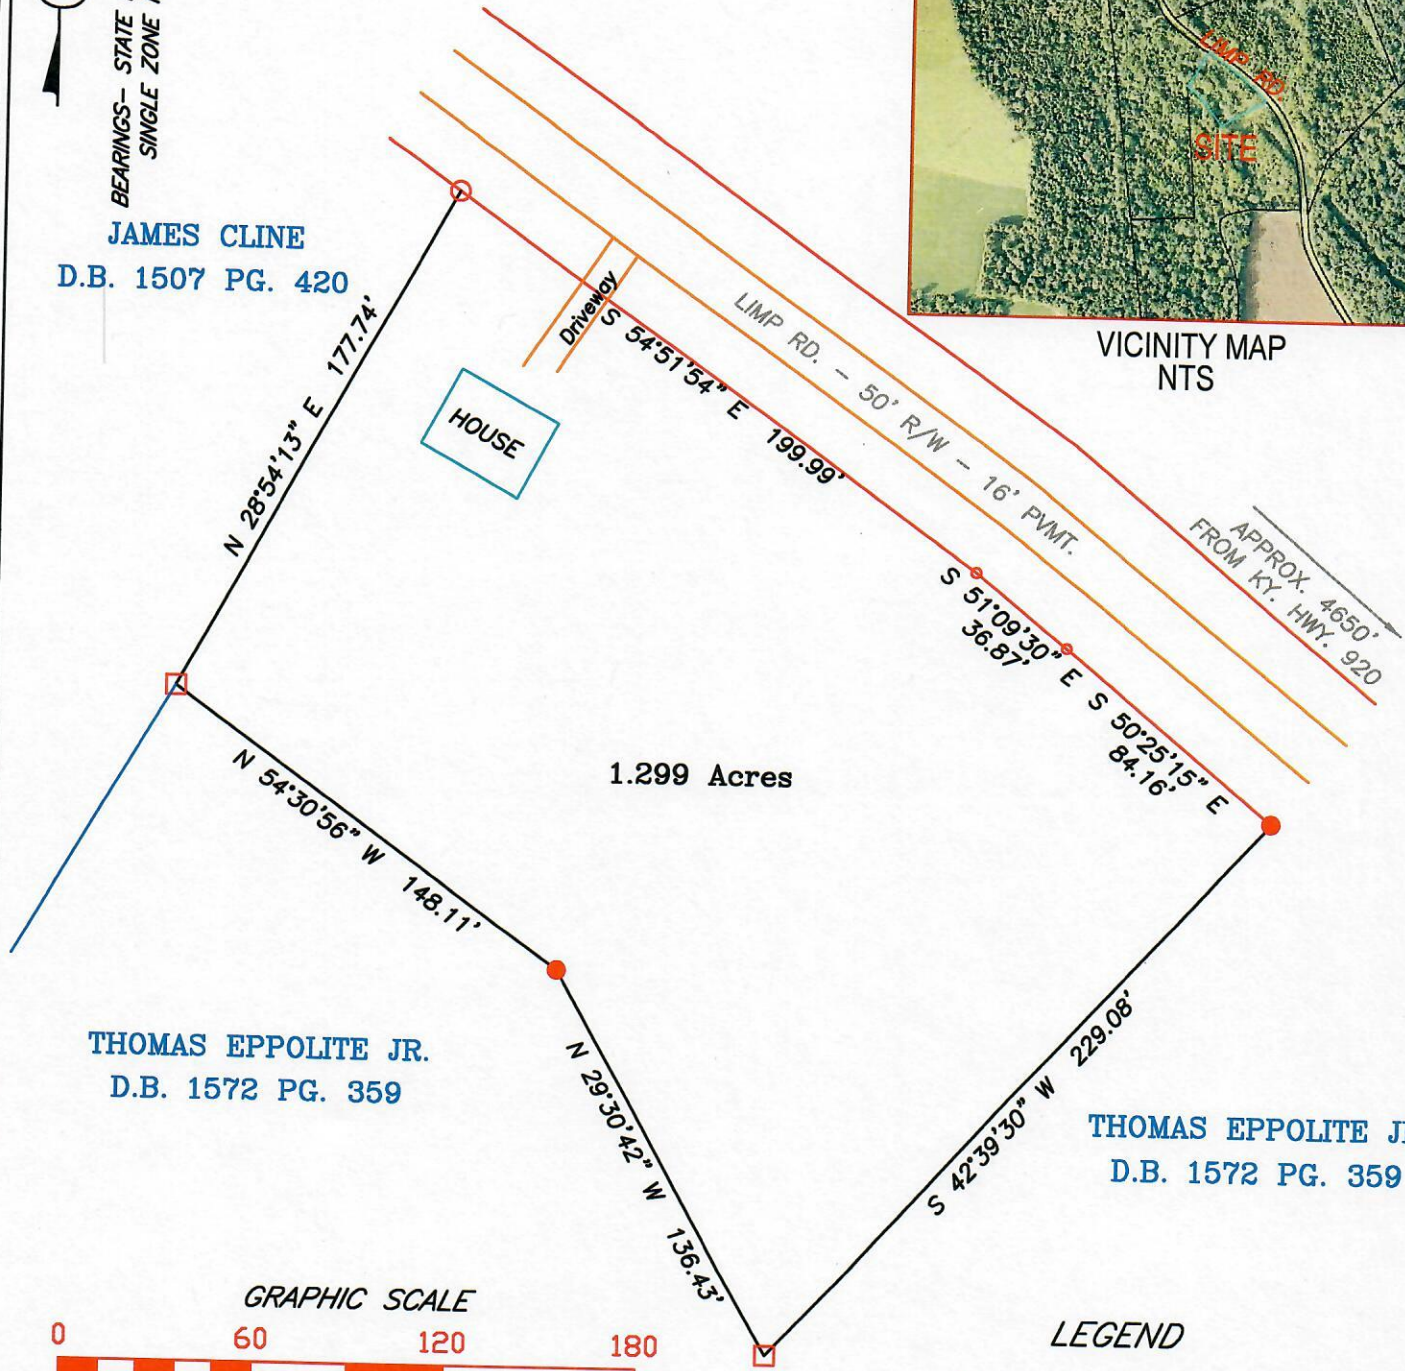 BEARINGS– STATE
SINGLE ZONE
LIMP RD.
SITE
VICINITY MAP
NTS
JAMES CLINE
D.B. 1507 PG. 420
N 28°54'13" E 177.74'
Driveway
HOUSE
S 54°51'54" E 199.99'
LIMP RD. – 50' R/W – 16' PVMT.
APPROX. 4650'
FROM KY. HWY. 920
S 51°09'30" E
36.87'
S 50°25'15" E
84.16'
1.299 Acres
N 54°30'56" W 148.11'
THOMAS EPPOLITE JR.
D.B. 1572 PG. 359
N 29°30'42" W 136.43'
S 42°39'30" W 229.08'
THOMAS EPPOLITE
D.B. 1572 PG. 359
GRAPHIC SCALE
0 60 120 180
LEGEND